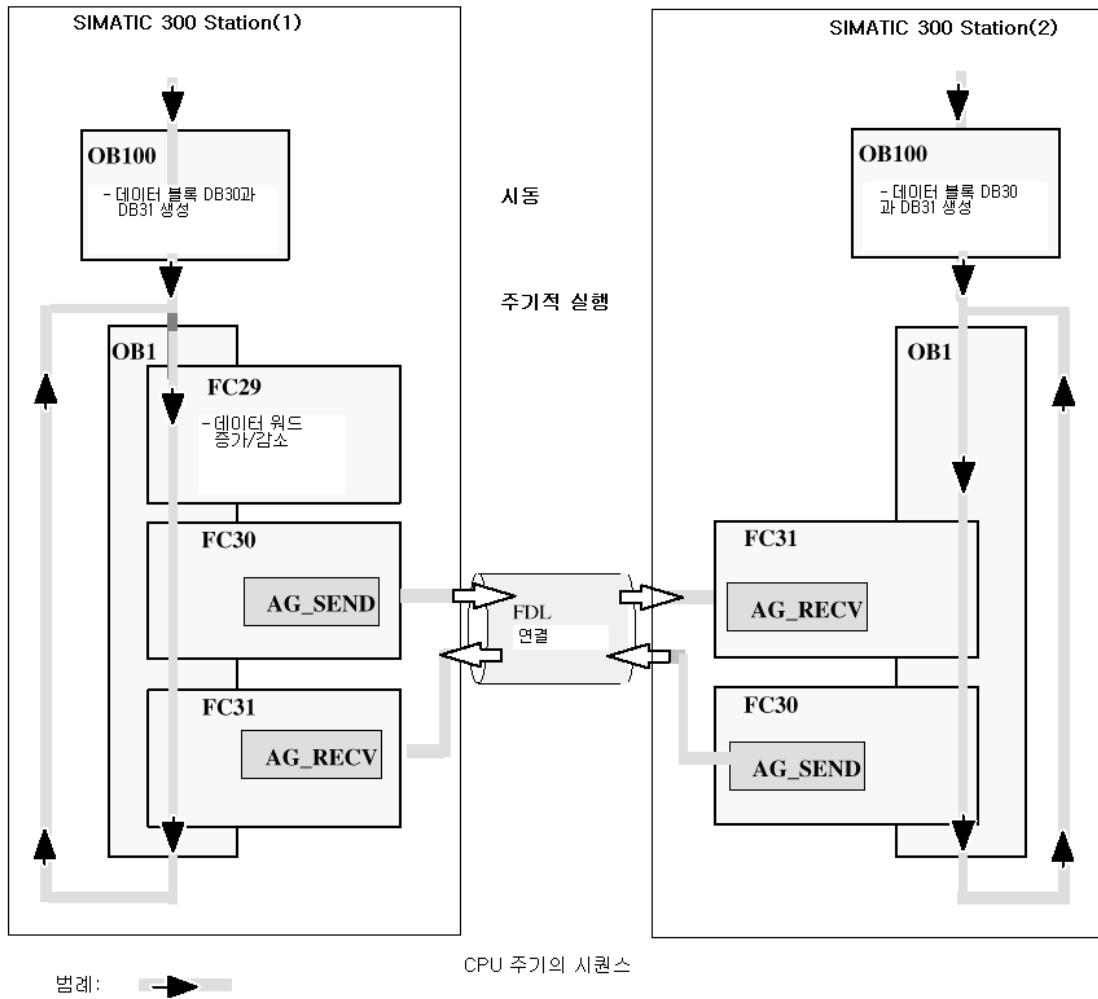 SIMATIC 300 Station(1)
SIMATIC 300 Station(2)
OB100
- 데이터 블록 DB30과
DB31 생성
시동
OB100
- 데이터 블록 DB30
과 DB31 생성
주기적 실행
OB1
FC29
- 데이터 워드
증가/감소
FC30
AG_SEND
FC31
AG_RECV
FDL
연결
OB1
FC31
AG_RECV
FC30
AG_SEND
CPU 주기의 시퀀스
범례: